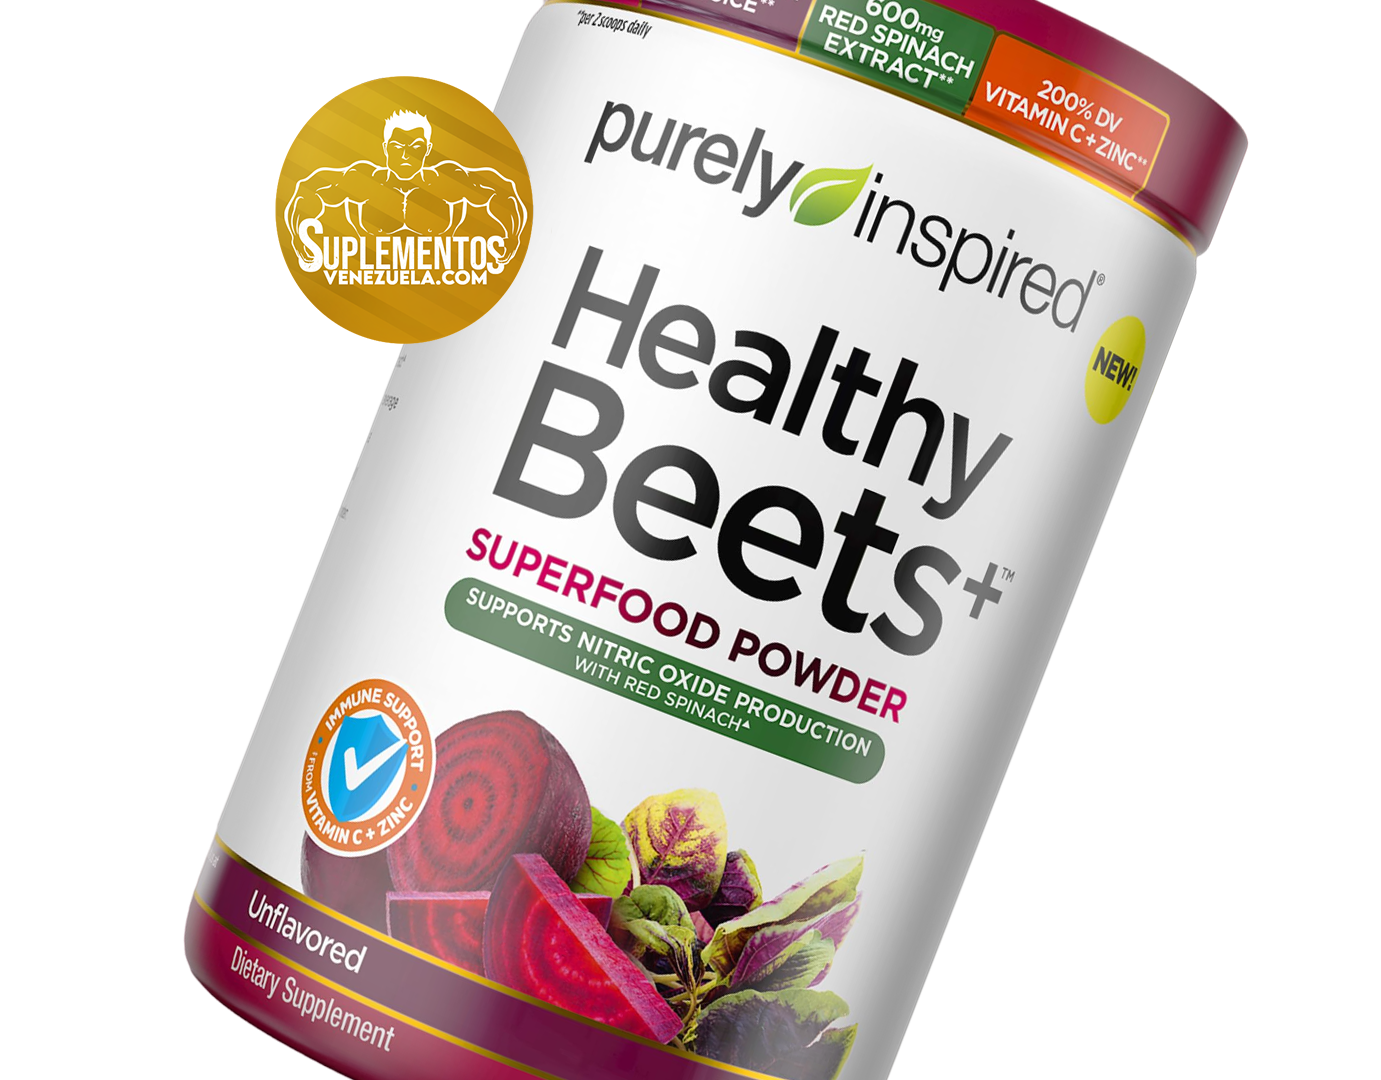 **per 2 scoops daily
600mg
RED SPINACH
EXTRACT**
200% DV
VITAMIN C + ZINC**
purely inspired®
NEW!
Healthy
Beets+™
SUPERFOOD POWDER
SUPPORTS NITRIC OXIDE PRODUCTION
WITH RED SPINACH▲
SUPLEMENTOS
VENEZUELA.COM
IMMUNE SUPPORT
FROM VITAMIN C + ZINC
Unflavored
Dietary Supplement